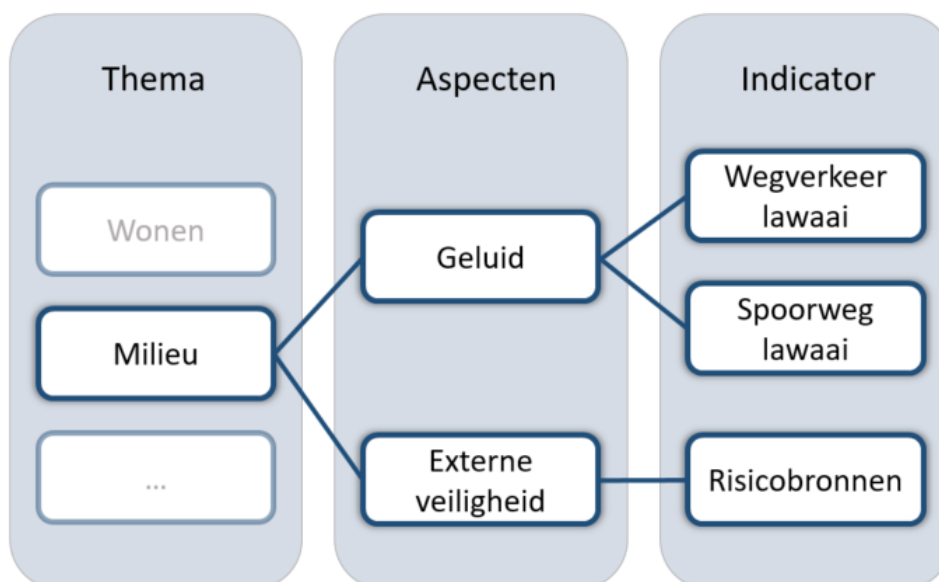 Thema
Aspecten
Indicator
Wonen
Milieu
...
Geluid
Externe
veiligheid
Wegverkeer
lawaai
Spoorweg
lawaai
Risicobronnen